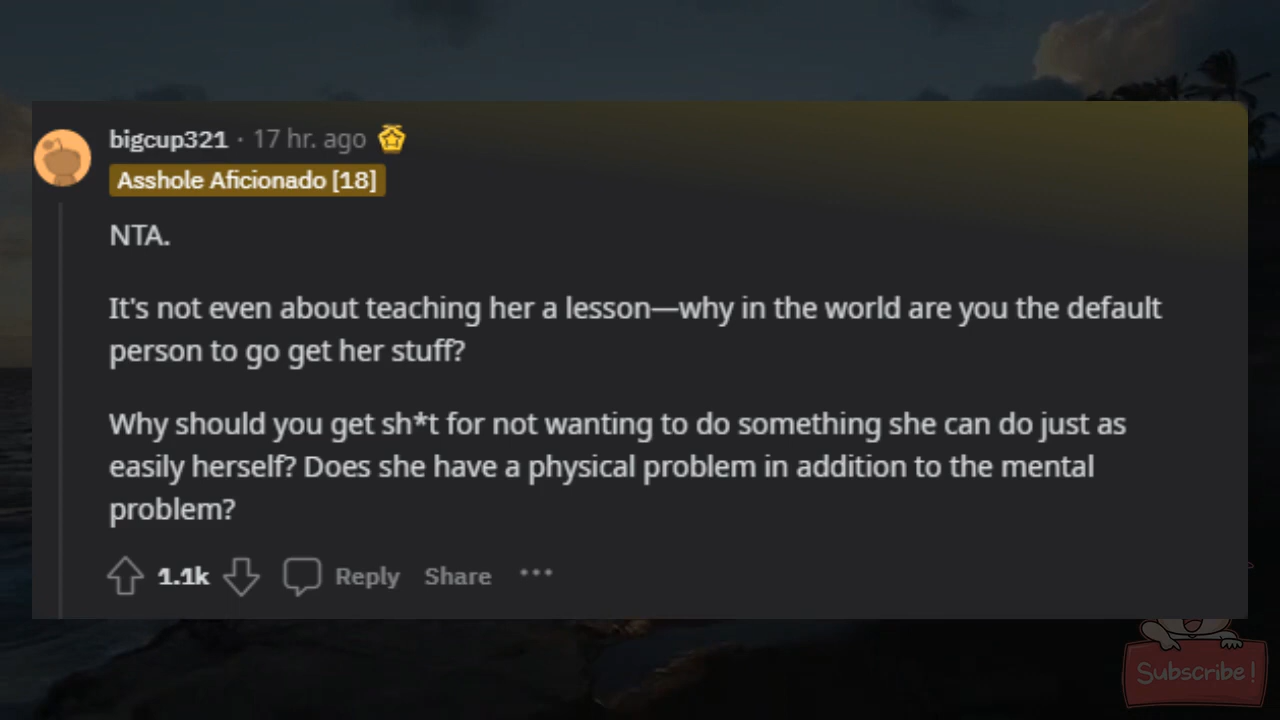 bigcup321 · 17 hr. ago
Asshole Aficionado [18]
NTA.
It's not even about teaching her a lesson—why in the world are you the default
person to go get her stuff?
Why should you get sh*t for not wanting to do something she can do just as
easily herself? Does she have a physical problem in addition to the mental
problem?
1.1k Reply Share ···
Subscribe!